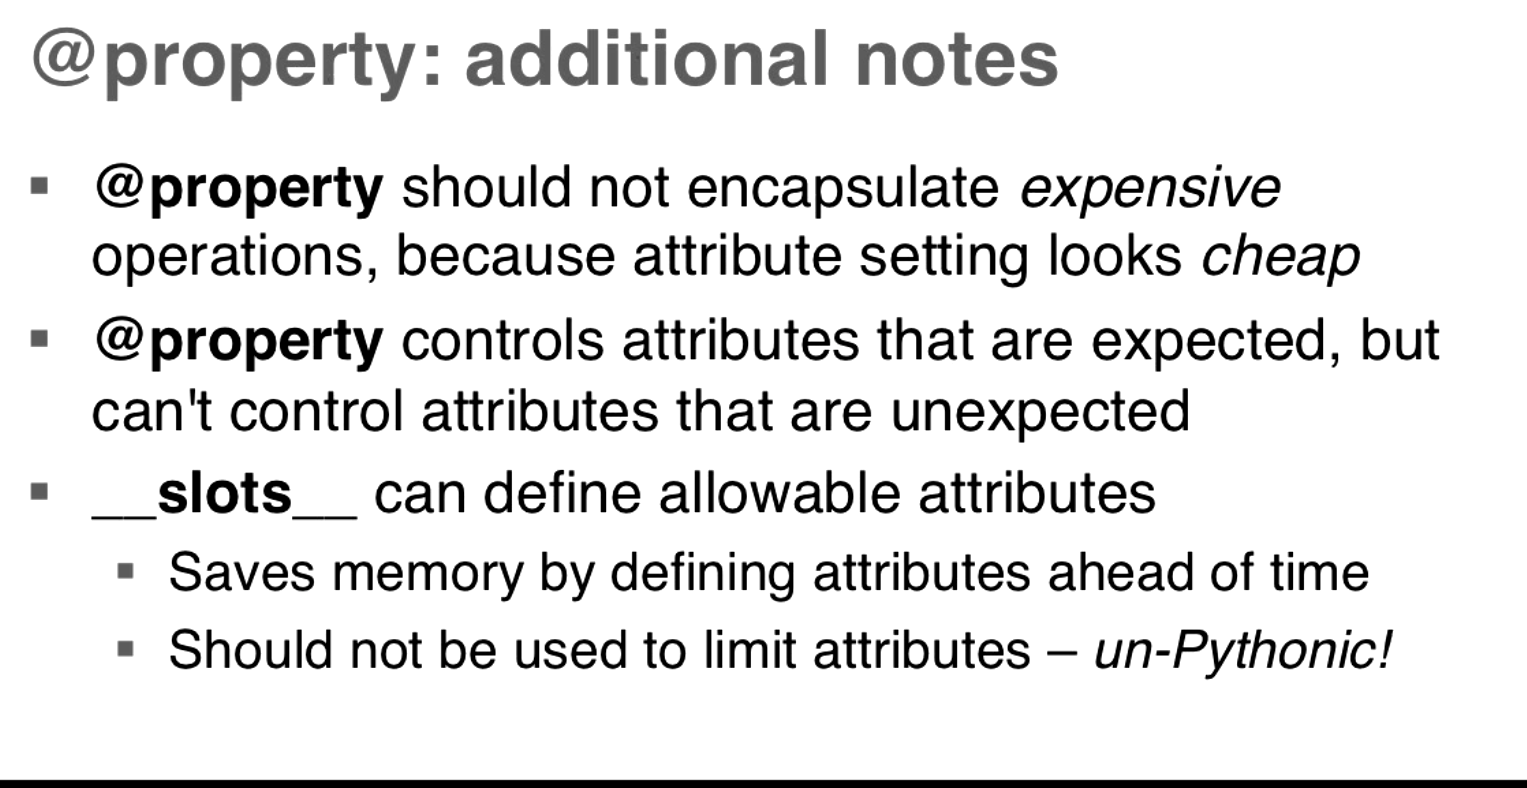 @property: additional notes
@property should not encapsulate expensive
operations, because attribute setting looks cheap
@property controls attributes that are expected, but
can't control attributes that are unexpected
__slots__ can define allowable attributes
Saves memory by defining attributes ahead of time
Should not be used to limit attributes – un-Pythonic!